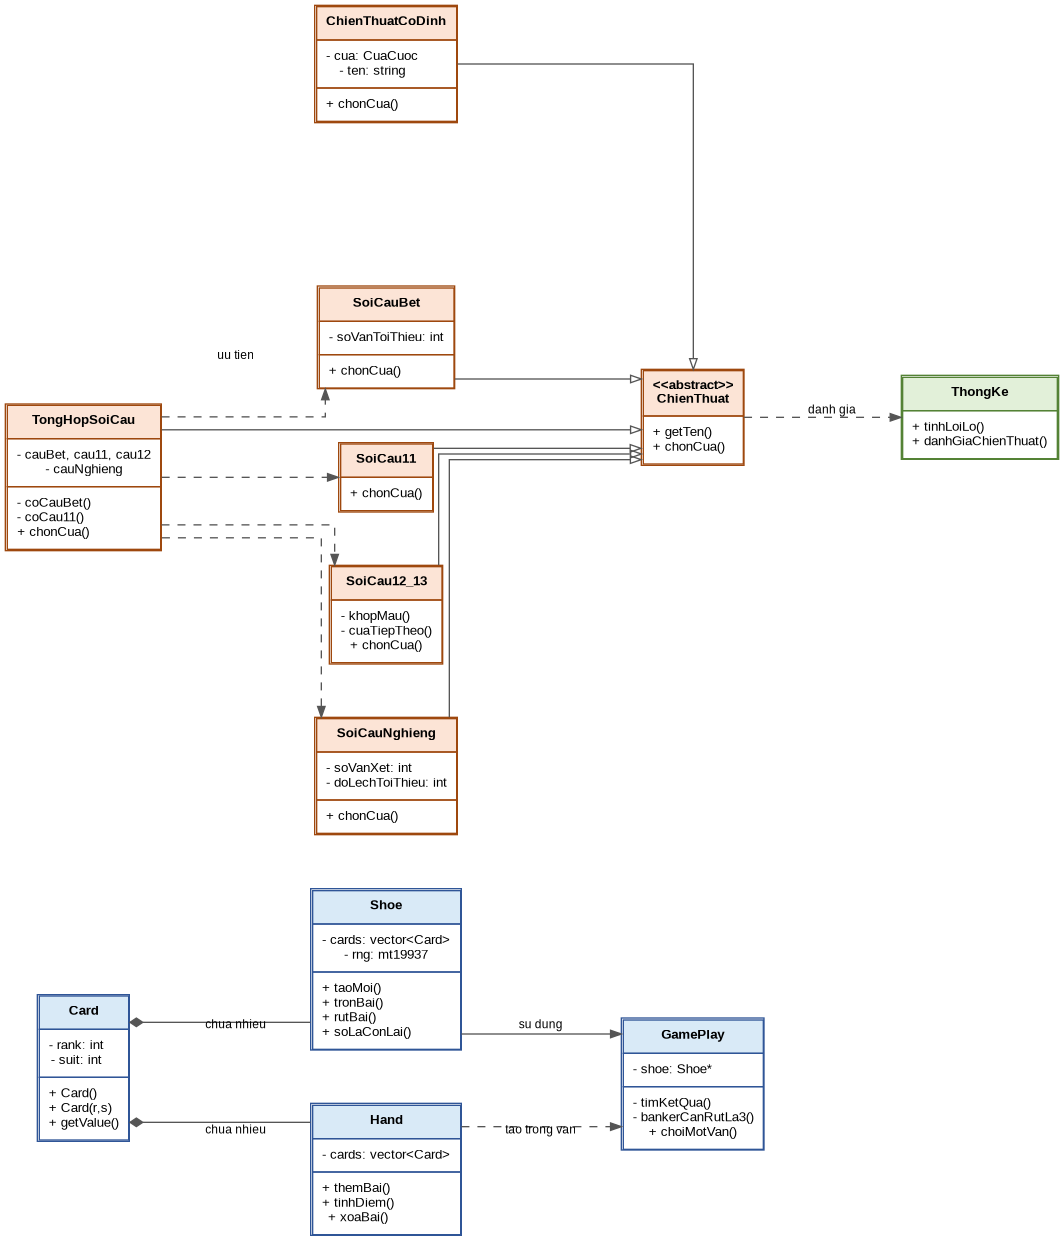 ChienThuatCoDinh
- cua: CuaCuoc
- ten: string
+ chonCua()
SoiCauBet
- soVanToiThieu: int
+ chonCua()
uu tien
TongHopSoiCau
- cauBet, cau11, cau12
- cauNghieng
- coCauBet()
- coCau11()
+ chonCua()
SoiCau11
+ chonCua()
<<abstract>>
ChienThuat
+ getTen()
+ chonCua()
danh gia
ThongKe
+ tinhLoiLo()
+ danhGiaChienThuat()
SoiCau12_13
- khopMau()
- cuaTiepTheo()
+ chonCua()
SoiCauNghieng
- soVanXet: int
- doLechToiThieu: int
+ chonCua()
Shoe
- cards: vector<Card>
- rng: mt19937
+ taoMoi()
+ tronBai()
+ rutBai()
+ soLaConLai()
Card
- rank: int
- suit: int
+ Card()
+ Card(r,s)
+ getValue()
chua nhieu
chua nhieu
su dung
GamePlay
- shoe: Shoe*
- timKetQua()
- bankerCanRutLa3()
+ choiMotVan()
Hand
- cards: vector<Card>
+ themBai()
+ tinhDiem()
+ xoaBai()
tao trong van